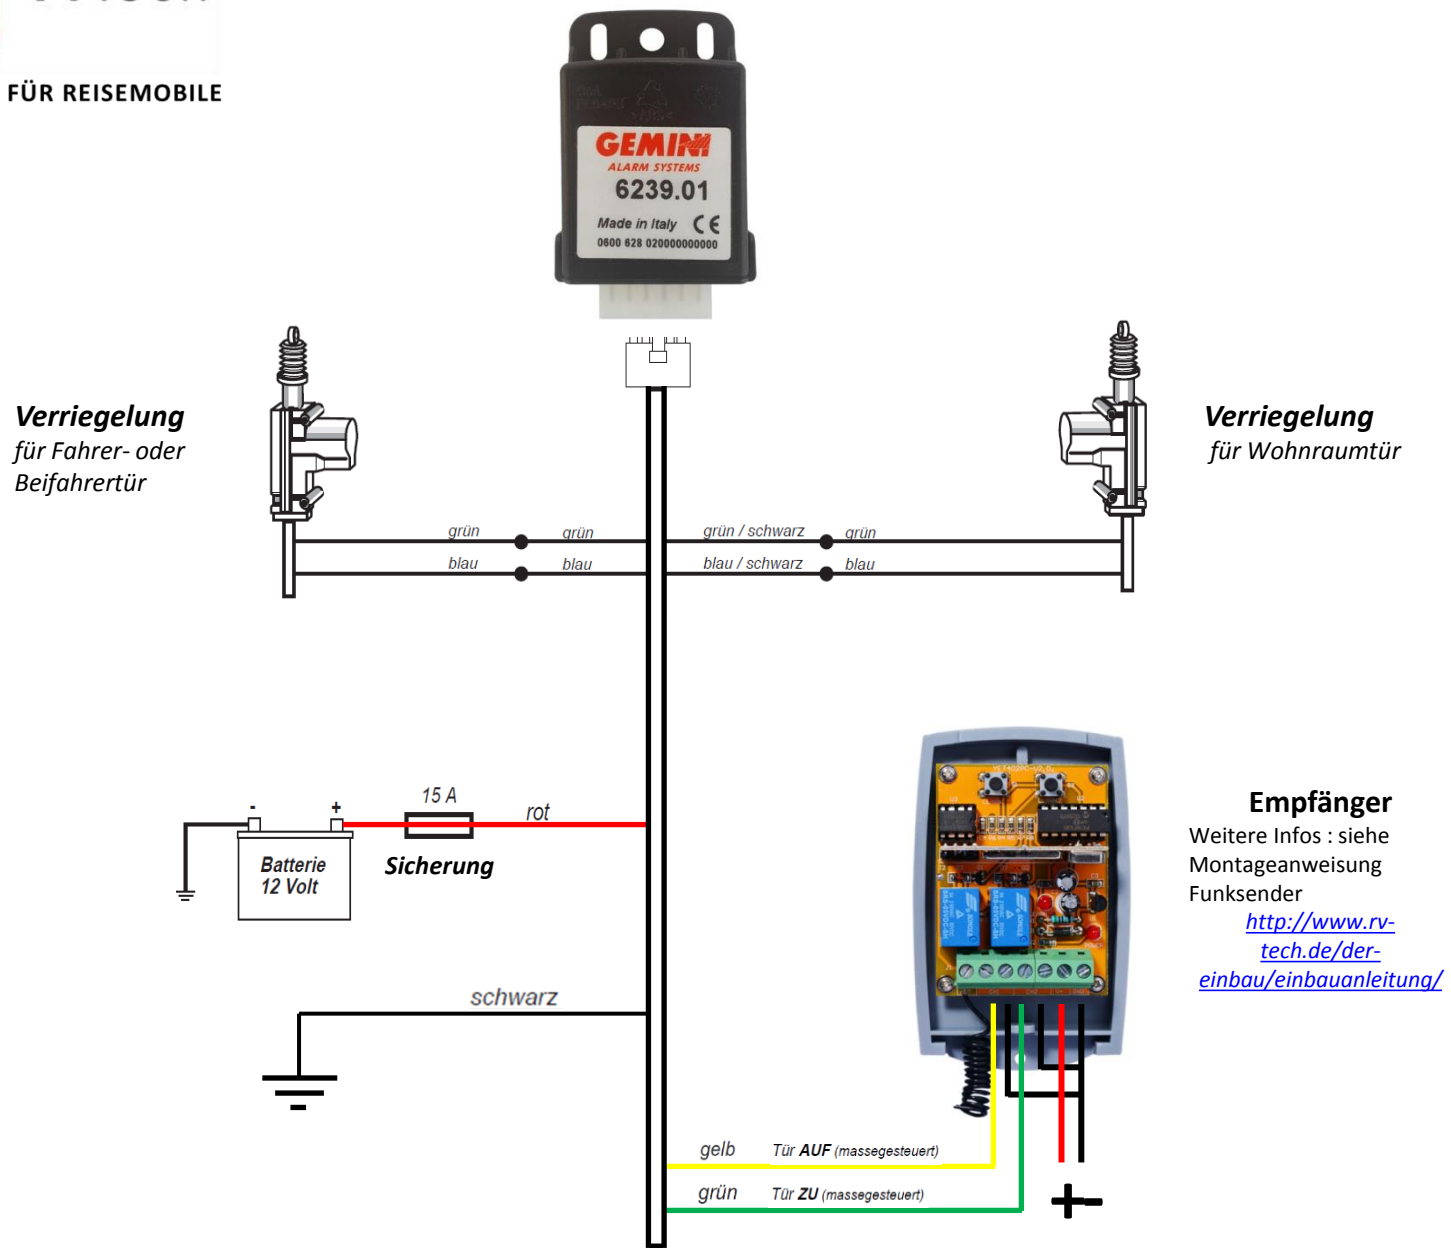 FÜR REISEMOBILE
GEMINI
ALARM SYSTEMS
6239.01
Made in Italy CE
0600 628 020000000000
Verriegelung
für Fahrer- oder
Beifahrertür
Verriegelung
für Wohnraumtür
grün grün grün / schwarz grün
blau blau blau / schwarz blau
- +
15 A
rot
Batterie
12 Volt
Sicherung
Empfänger
Weitere Infos : siehe
Montageanweisung
Funksender
http://www.rv-
tech.de/der-
einbau/einbauanleitung/
schwarz
gelb Tür AUF (massegesteuert)
grün Tür ZU (massegesteuert)
+-